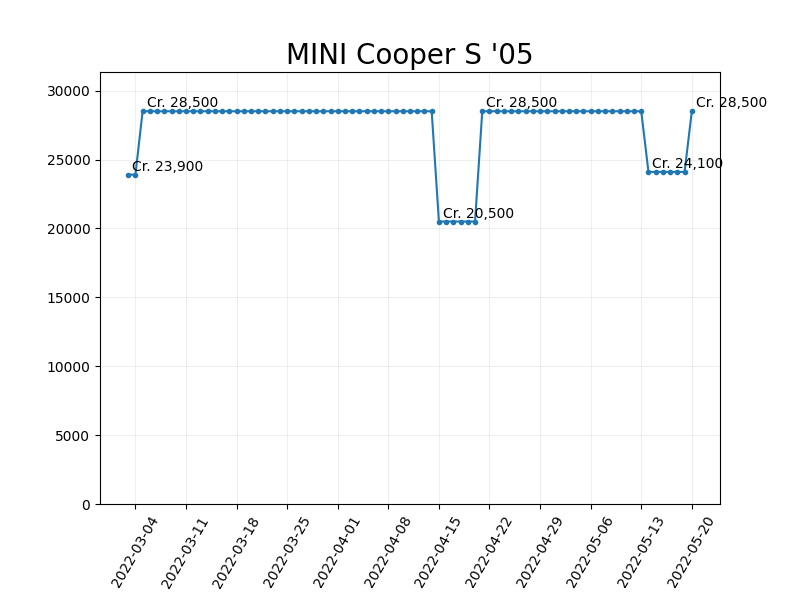 MINI Cooper S '05
30000
25000
20000
15000
10000
5000
0
Cr. 23,900
Cr. 28,500
Cr. 20,500
Cr. 28,500
Cr. 24,100
Cr. 28,500
2022-03-04
2022-03-11
2022-03-18
2022-03-25
2022-04-01
2022-04-08
2022-04-15
2022-04-22
2022-04-29
2022-05-06
2022-05-13
2022-05-20